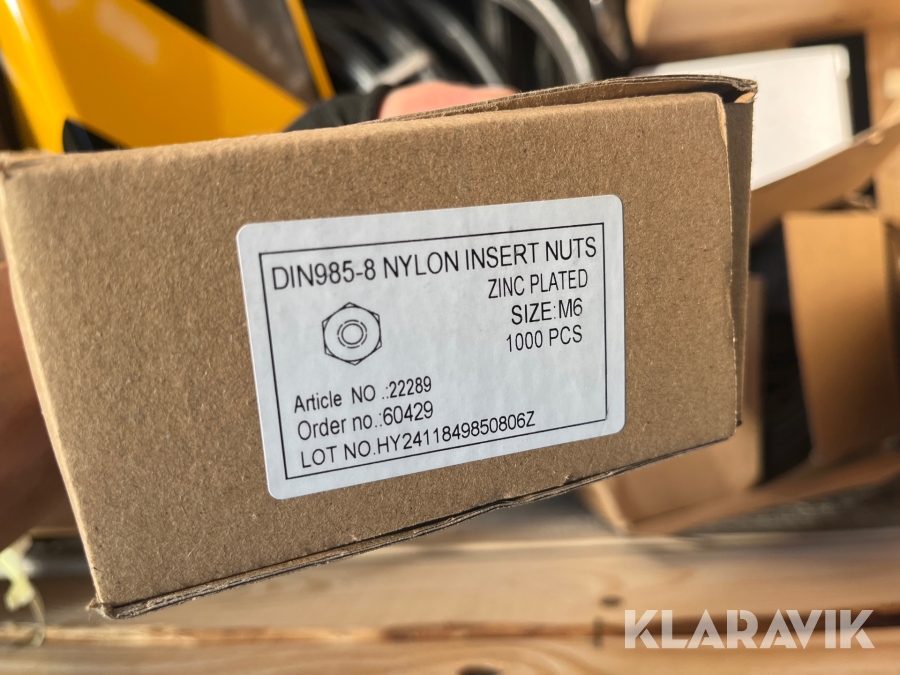 DIN985-8 NYLON INSERT NUTS
ZINC PLATED
SIZE:M6
1000 PCS
Article NO .:22289
Order no.:60429
LOT NO.HY2411849850806Z
KLARAVIK